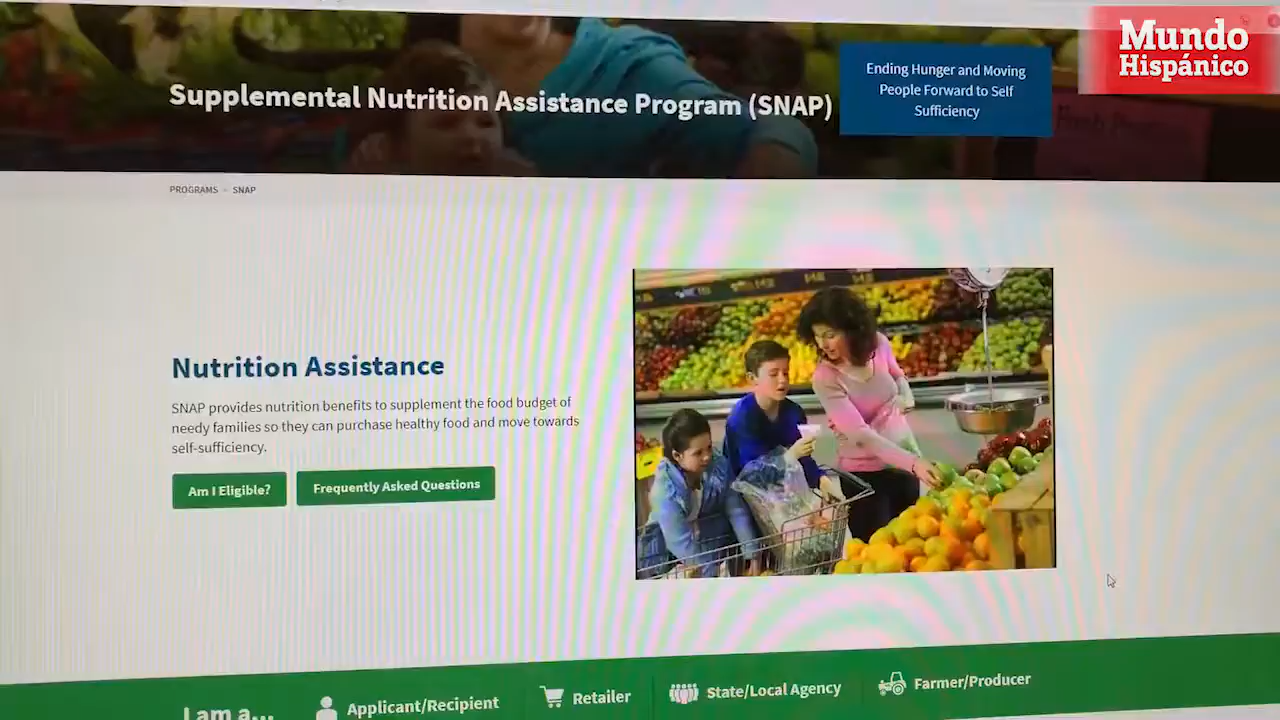 Mundo
Hispánico
Supplemental Nutrition Assistance Program (SNAP)
Ending Hunger and Moving
People Forward to Self
Sufficiency
PROGRAMS
SNAP
Nutrition Assistance
SNAP provides nutrition benefits to supplement the food budget of
needy families so they can purchase healthy food and move towards
self-sufficiency.
Am I Eligible?
Frequently Asked Questions
I am a...
Applicant/Recipient
Retailer
State/Local Agency
Farmer/Producer